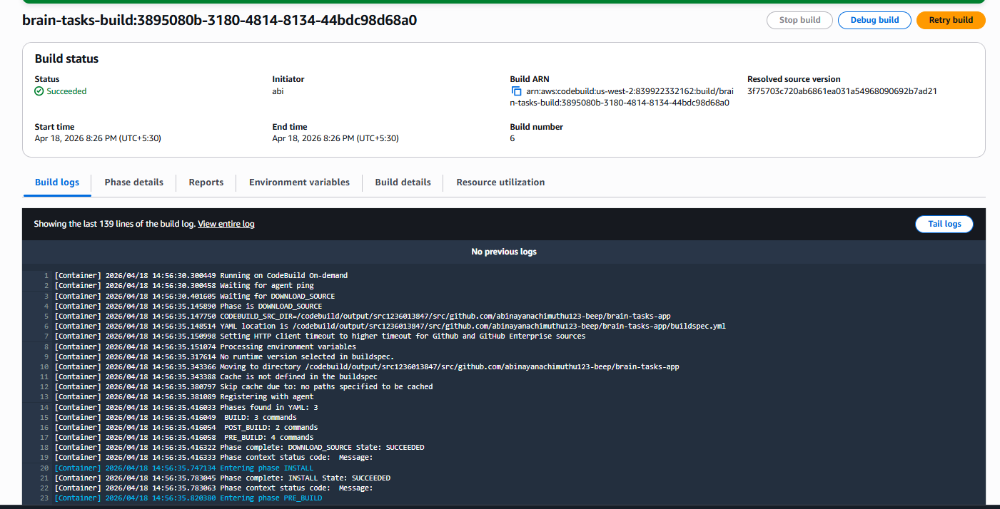 brain-tasks-build:3895080b-3180-4814-8134-44bdc98d68a0
Stop build
Debug build
Retry build
Build status
Status
Succeeded
Initiator
abi
Build ARN
arn:aws:codebuild:us-west-2:839922332162:build/brai
n-tasks-build:3895080b-3180-4814-8134-44bdc98d68a0
Resolved source version
3f75703c720ab6861ea031a54968090692b7ad21
Start time
Apr 18, 2026 8:26 PM (UTC+5:30)
End time
Apr 18, 2026 8:26 PM (UTC+5:30)
Build number
6
Build logs
Phase details
Reports
Environment variables
Build details
Resource utilization
Showing the last 139 lines of the build log. View entire log
Tail logs
No previous logs
1 [Container] 2026/04/18 14:56:30.300449 Running on CodeBuild On-demand
2 [Container] 2026/04/18 14:56:30.300458 Waiting for agent ping
3 [Container] 2026/04/18 14:56:30.401605 Waiting for DOWNLOAD_SOURCE
4 [Container] 2026/04/18 14:56:35.145890 Phase is DOWNLOAD_SOURCE
5 [Container] 2026/04/18 14:56:35.147750 CODEBUILD_SRC_DIR=/codebuild/output/src1236013847/src/github.com/abinayanachimuthu123-beep/brain-tasks-app
6 [Container] 2026/04/18 14:56:35.148514 YAML location is /codebuild/output/src1236013847/src/github.com/abinayanachimuthu123-beep/brain-tasks-app/buildspec.yml
7 [Container] 2026/04/18 14:56:35.150998 Setting HTTP client timeout to higher timeout for Github and GitHub Enterprise sources
8 [Container] 2026/04/18 14:56:35.151074 Processing environment variables
9 [Container] 2026/04/18 14:56:35.317614 No runtime version selected in buildspec.
10 [Container] 2026/04/18 14:56:35.343366 Moving to directory /codebuild/output/src1236013847/src/github.com/abinayanachimuthu123-beep/brain-tasks-app
11 [Container] 2026/04/18 14:56:35.343388 Cache is not defined in the buildspec
12 [Container] 2026/04/18 14:56:35.380797 Skip cache due to: no paths specified to be cached
13 [Container] 2026/04/18 14:56:35.381089 Registering with agent
14 [Container] 2026/04/18 14:56:35.416033 Phases found in YAML: 3
15 [Container] 2026/04/18 14:56:35.416049  BUILD: 3 commands
16 [Container] 2026/04/18 14:56:35.416054  POST_BUILD: 2 commands
17 [Container] 2026/04/18 14:56:35.416058  PRE_BUILD: 4 commands
18 [Container] 2026/04/18 14:56:35.416322 Phase complete: DOWNLOAD_SOURCE State: SUCCEEDED
19 [Container] 2026/04/18 14:56:35.416333 Phase context status code:  Message:
20 [Container] 2026/04/18 14:56:35.747134 Entering phase INSTALL
21 [Container] 2026/04/18 14:56:35.783045 Phase complete: INSTALL State: SUCCEEDED
22 [Container] 2026/04/18 14:56:35.783063 Phase context status code:  Message:
23 [Container] 2026/04/18 14:56:35.820380 Entering phase PRE_BUILD